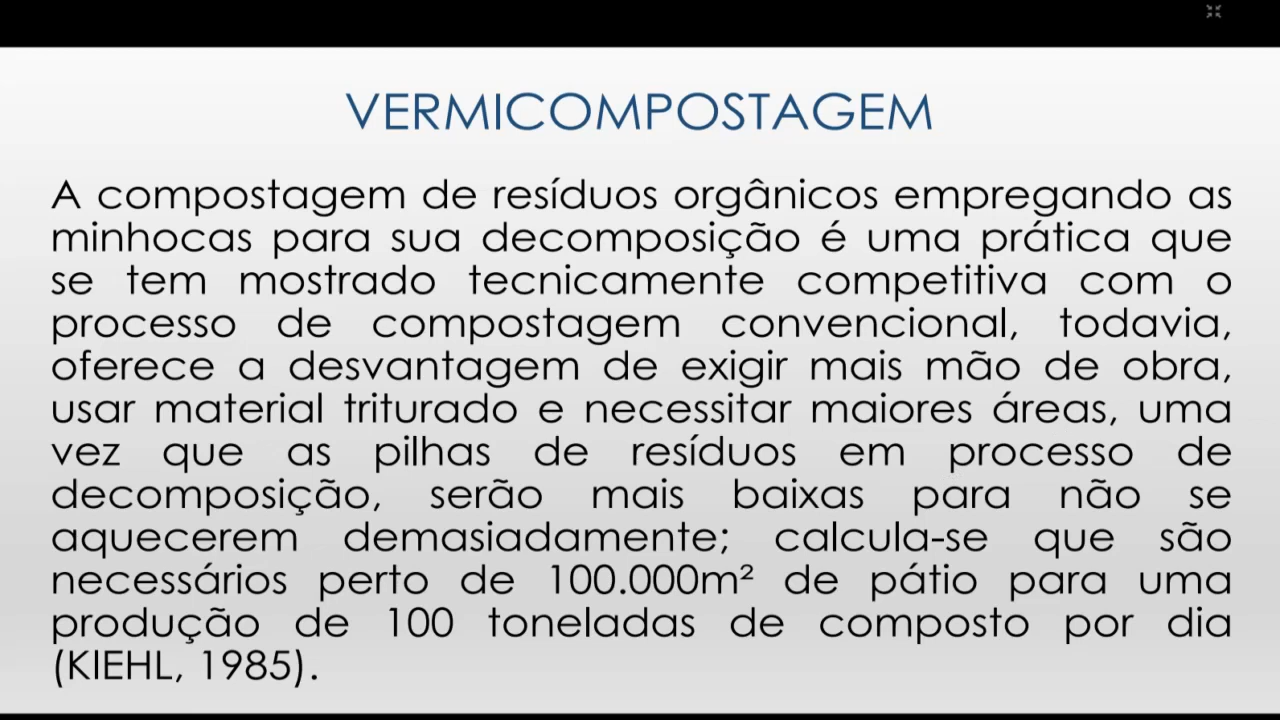 VERMICOMPOSTAGEM
A compostagem de resíduos orgânicos empregando as
minhocas para sua decomposição é uma prática que
se tem mostrado tecnicamente competitiva com o
processo de compostagem convencional, todavia,
oferece a desvantagem de exigir mais mão de obra,
usar material triturado e necessitar maiores áreas, uma
vez que as pilhas de resíduos em processo de
decomposição, serão mais baixas para não se
aquecerem demasiadamente; calcula-se que são
necessários perto de 100.000m² de pátio para uma
produção de 100 toneladas de composto por dia
(KIEHL, 1985).